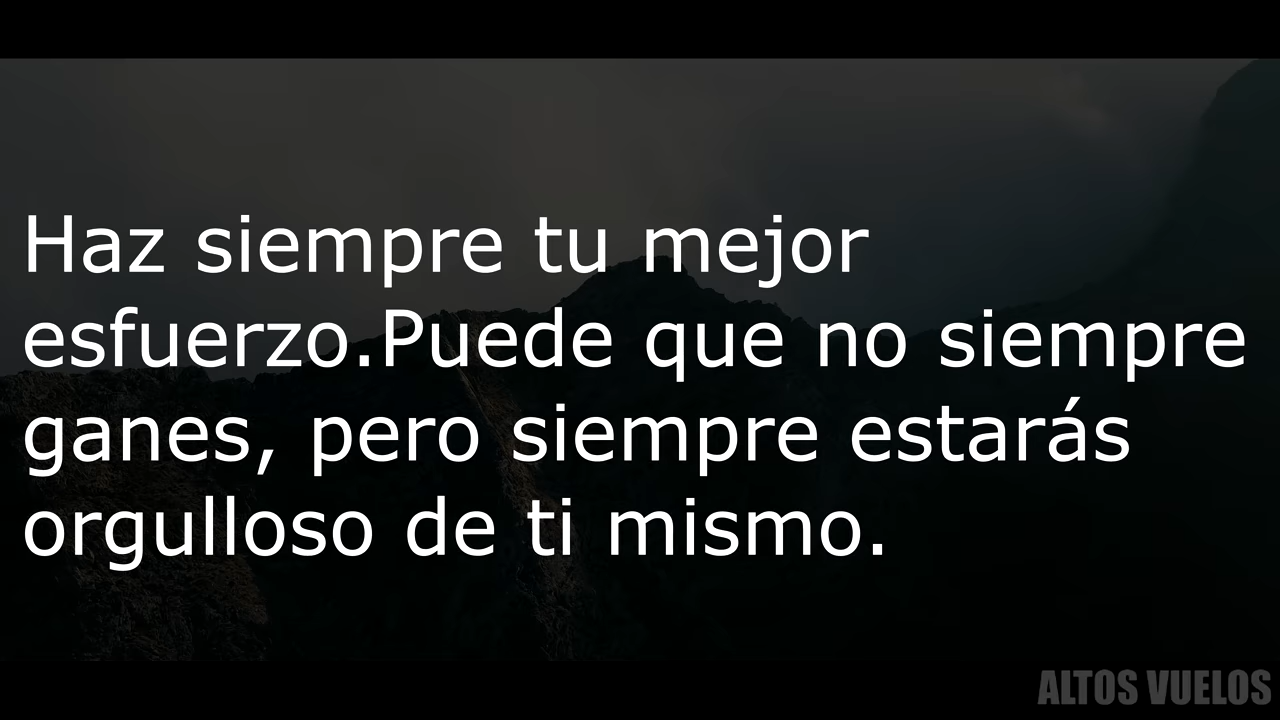 Haz siempre tu mejor
esfuerzo.Puede que no siempre
ganes, pero siempre estarás
orgulloso de ti mismo.
ALTOS VUELOS